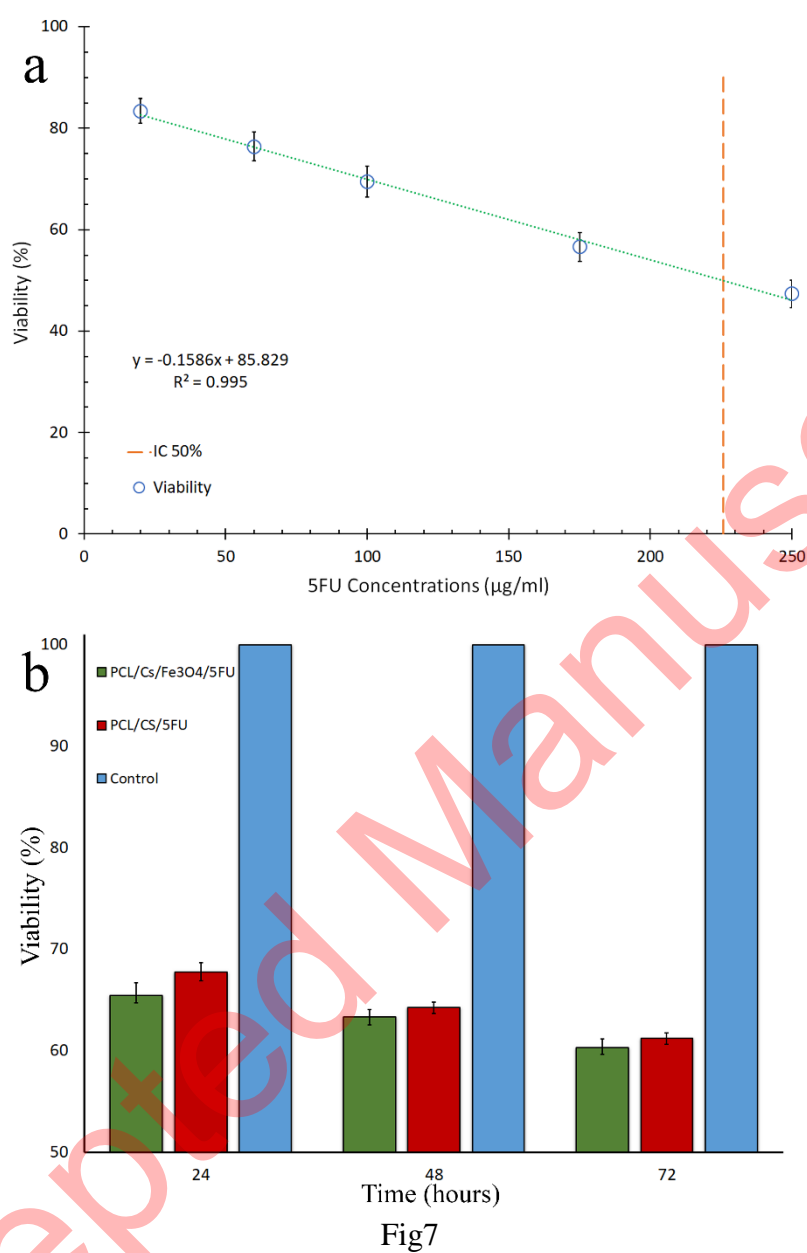 a
100
80
60
40
20
0
Viability (%)
y = -0.1586x + 85.829
R² = 0.995
IC 50%
Viability
0 50 100 150 200 250
5FU Concentrations (µg/ml)
b
100
90
80
70
60
50
Viability (%)
PCL/Cs/Fe3O4/5FU
PCL/CS/5FU
Control
24 48 72
Time (hours)
Fig7
epted Manus